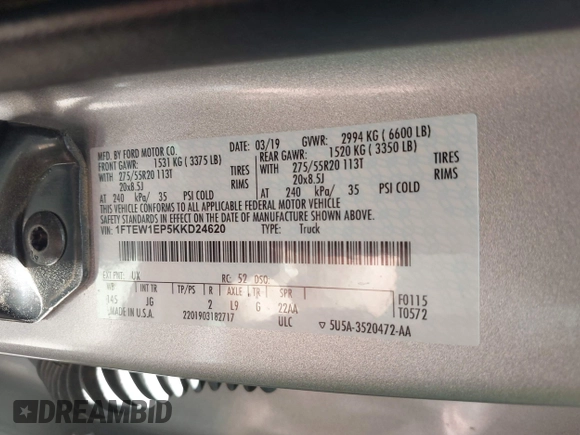 MFD. BY FORD MOTOR CO.
DATE: 03/19 GVWR: 2994 KG ( 6600 LB)
FRONT GAWR: 1531 KG ( 3375 LB) REAR GAWR: 1520 KG ( 3350 LB)
WITH 275/55R20 113T TIRES WITH 275/55R20 113T TIRES
20x8.5J RIMS 20x8.5J RIMS
AT 240 kPa/ 35 PSI COLD AT 240 kPa/ 35 PSI COLD
THIS VEHICLE CONFORMS TO ALL APPLICABLE FEDERAL MOTOR VEHICLE
SAFETY STANDARDS IN EFFECT ON THE DATE OF MANUFACTURE SHOWN ABOVE.
VIN: 1FTEW1EP5KKD24620 TYPE: Truck
EXT PNT: UX RC: 52 DSO:
WB INT TR TP/PS R AXLE TR SPR
145 JG 2 L9 G 22AA F0115
MADE IN U.S.A. 2201903182717 ULC T0572
5U5A-3520472-AA
DREAMBID